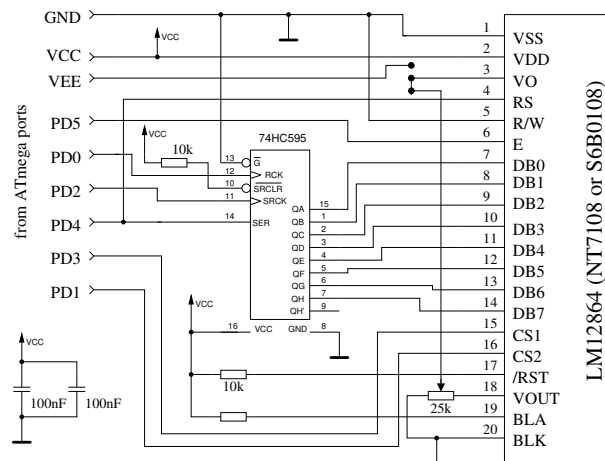 GND
VCC
VCC
VEE
from ATmega ports
PD5
PD0
PD2
PD4
PD3
PD1
VCC
10k
74HC595
13 G
12 RCK
10 SRCLR
11 SRCK
14 SER
QA 15
QB 1
QC 2
QD 3
QE 4
QF 5
QG 6
QH 7
QH' 9
16 VCC GND 8
10k
25k
VCC
100nF 100nF
1 VSS
2 VDD
3 VO
4 RS
5 R/W
6 E
7 DB0
8 DB1
9 DB2
10 DB3
11 DB4
12 DB5
13 DB6
14 DB7
15 CS1
16 CS2
17 /RST
18 VOUT
19 BLA
20 BLK
LM12864 (NT7108 or S6B0108)